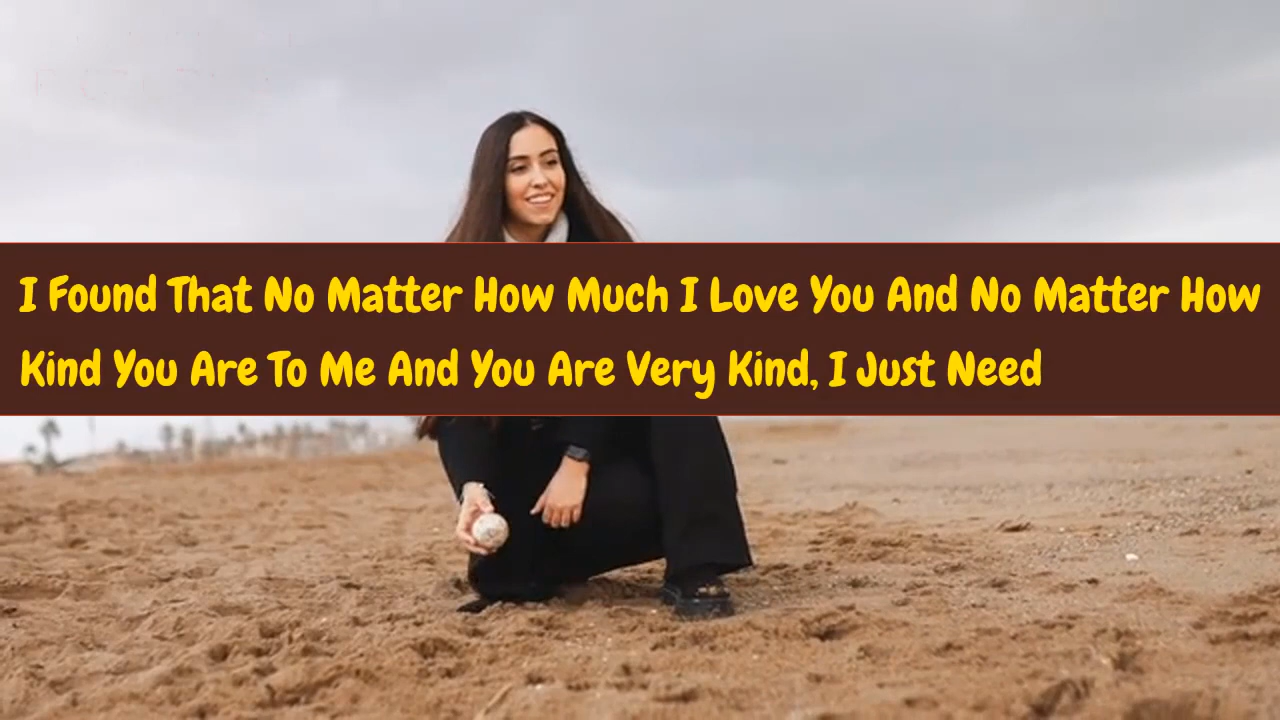 I Found That No Matter How Much I Love You And No Matter How
Kind You Are To Me And You Are Very Kind, I Just Need